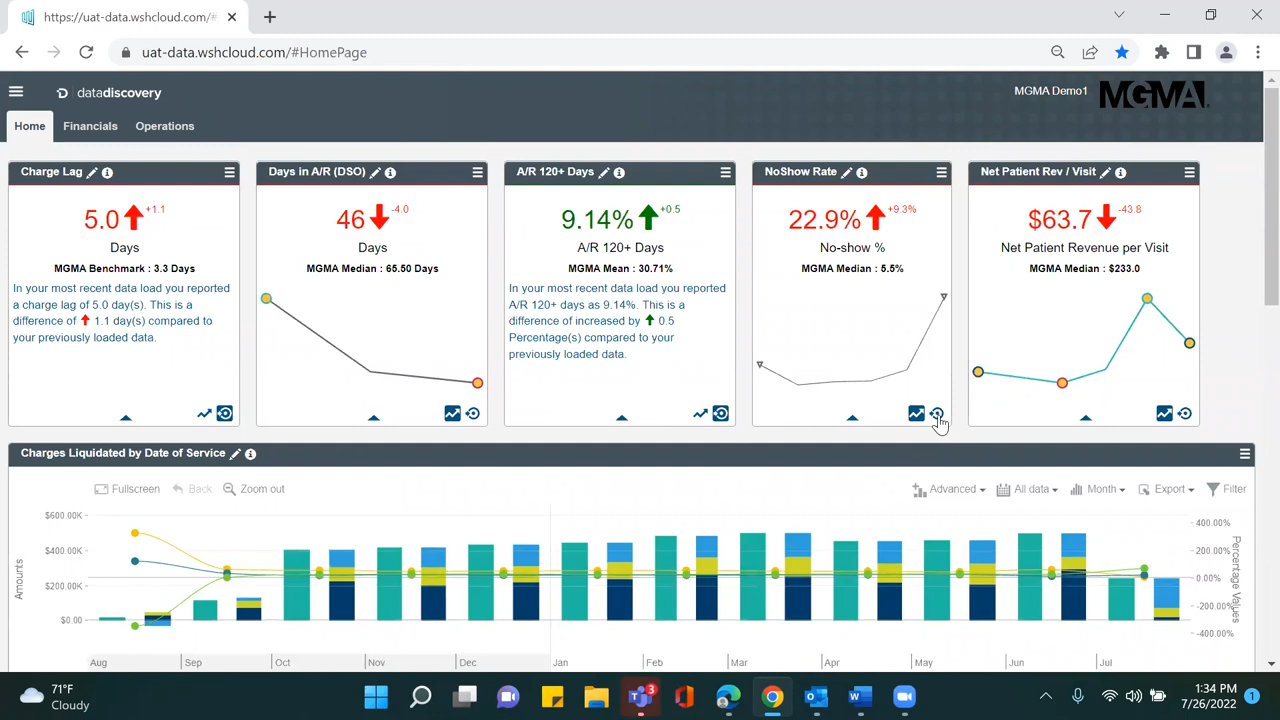 https://uat-data.wshcloud.com/#
uat-data.wshcloud.com/#HomePage
datadiscovery
MGMA Demo1
MGMA
Home
Financials
Operations
Charge Lag
5.0
+1.1
Days
MGMA Benchmark : 3.3 Days
In your most recent data load you reported
a charge lag of 5.0 day(s). This is a
difference of 1.1 day(s) compared to
your previously loaded data.
Days in A/R (DSO)
46
-4.0
Days
MGMA Median : 65.50 Days
A/R 120+ Days
9.14%
+0.5
A/R 120+ Days
MGMA Mean : 30.71%
In your most recent data load you reported
A/R 120+ days as 9.14%. This is a
difference of increased by 0.5
Percentage(s) compared to your
previously loaded data.
NoShow Rate
22.9%
+9.3%
No-show %
MGMA Median : 5.5%
Net Patient Rev / Visit
$63.7
-43.8
Net Patient Revenue per Visit
MGMA Median : $233.0
Charges Liquidated by Date of Service
Fullscreen
Back
Zoom out
Advanced
All data
Month
Export
Filter
Amounts
$600.00K
$400.00K
$200.00K
$0.00
400.00%
200.00%
0.00%
-200.00%
-400.00%
Percentage Values
Aug
Sep
Oct
Nov
Dec
Jan
Feb
Mar
Apr
May
Jun
Jul
71°F
Cloudy
3
1:34 PM
7/26/2022
1